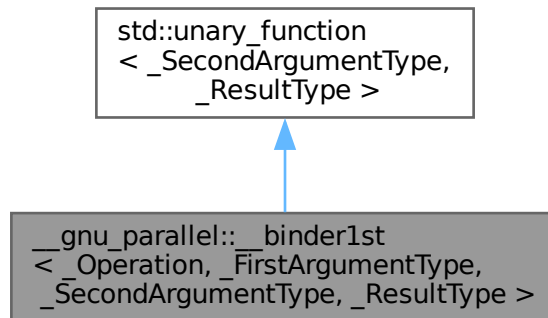 std::unary_function
< _SecondArgumentType,
_ResultType >
__gnu_parallel::__binder1st
< _Operation, _FirstArgumentType,
_SecondArgumentType, _ResultType >